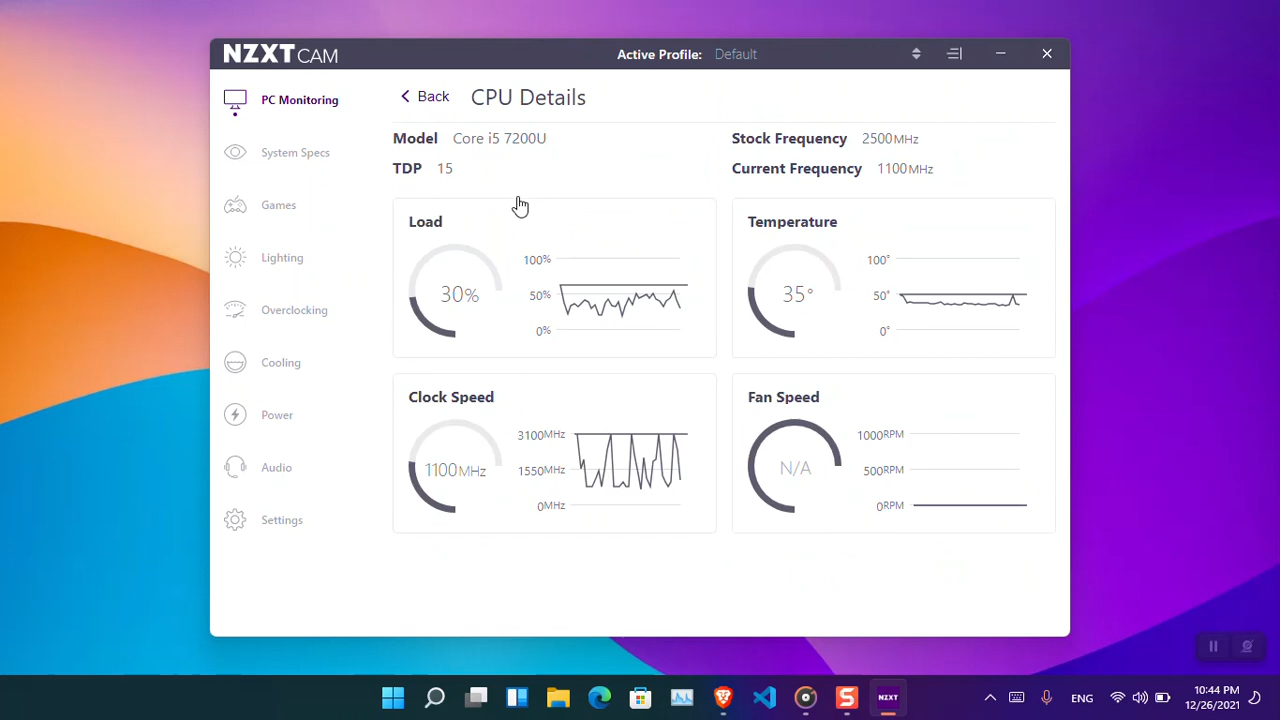 NZXT CAM
Active Profile: Default
PC Monitoring
System Specs
Games
Lighting
Overclocking
Cooling
Power
Audio
Settings
Back CPU Details
Model Core i5 7200U
TDP 15
Stock Frequency 2500MHz
Current Frequency 1100MHz
Load
30%
100%
50%
0%
Temperature
35°
100°
50°
0°
Clock Speed
1100MHz
3100MHz
1550MHz
0MHz
Fan Speed
N/A
1000RPM
500RPM
0RPM
S
NZXT
ENG
10:44 PM
12/26/2021